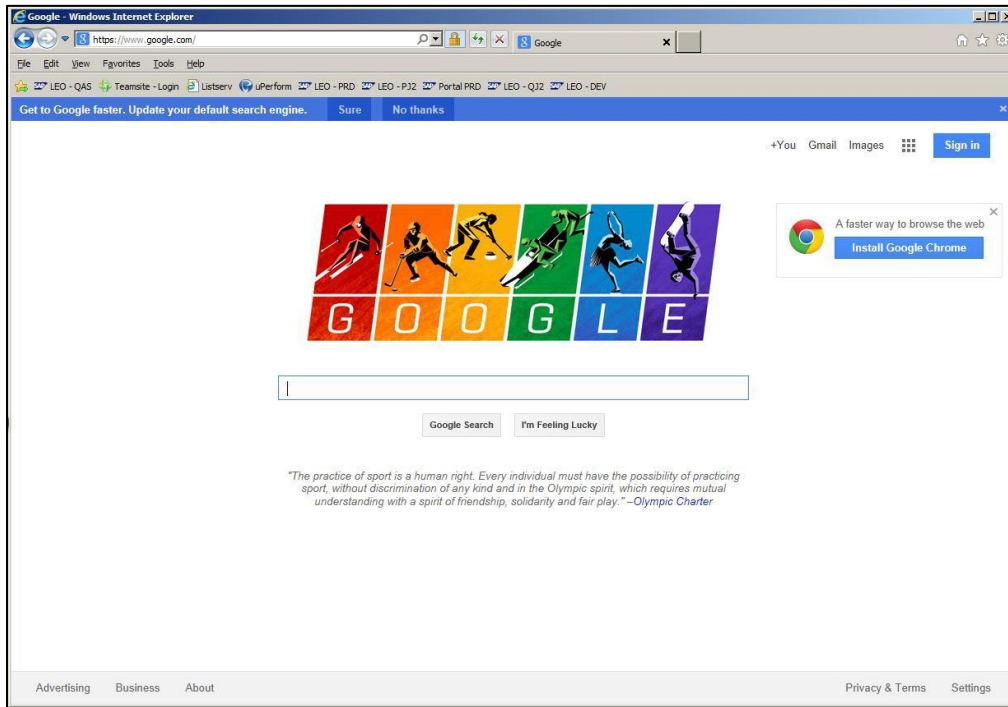 Google - Windows Internet Explorer
https://www.google.com/
Google
File Edit View Favorites Tools Help
LEO - QAS Teamsite - Login Listserv uPerform LEO - PRD LEO - PJ2 Portal PRD LEO - QJ2 LEO - DEV
Get to Google faster. Update your default search engine. Sure No thanks
+You Gmail Images Sign in
A faster way to browse the web
Install Google Chrome
GOOGLE
Google Search I'm Feeling Lucky
"The practice of sport is a human right. Every individual must have the possibility of practicing
sport, without discrimination of any kind and in the Olympic spirit, which requires mutual
understanding with a spirit of friendship, solidarity and fair play." –Olympic Charter
Advertising Business About Privacy & Terms Settings